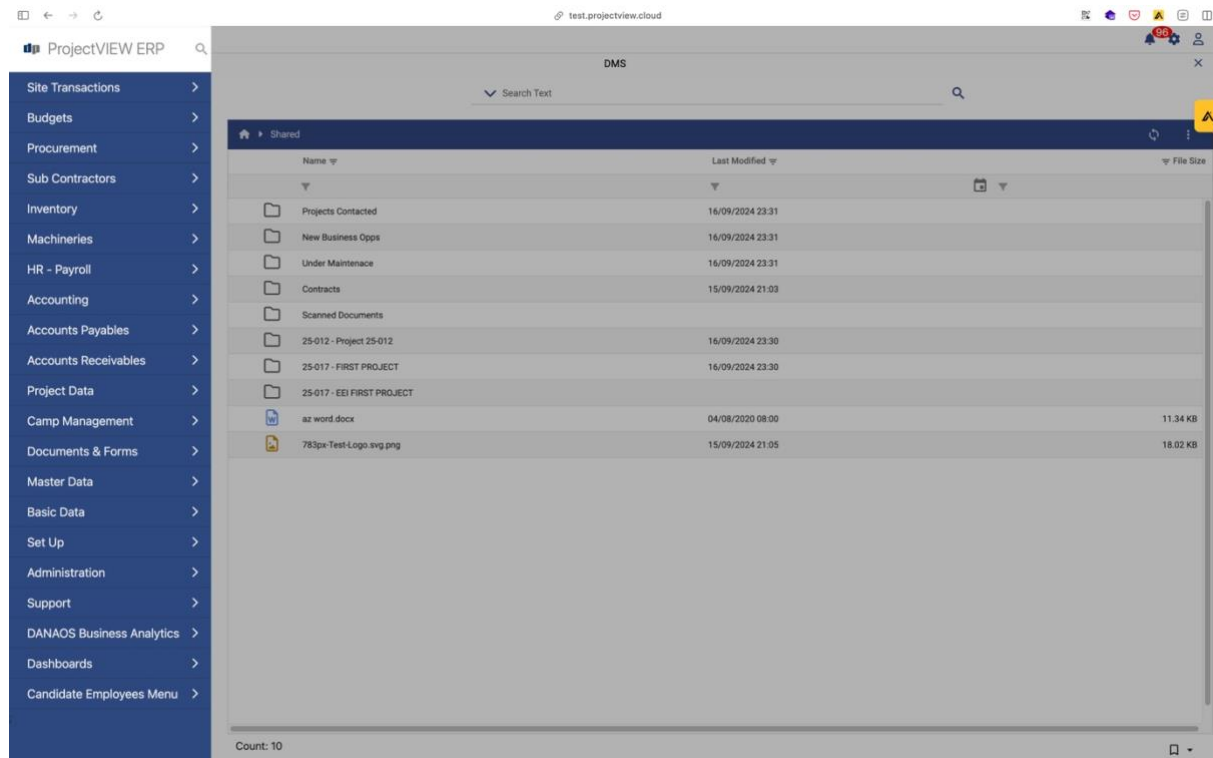 test.projectview.cloud
dp ProjectVIEW ERP
96
DMS
Search Text
Site Transactions
Budgets
Procurement
Sub Contractors
Inventory
Machineries
HR - Payroll
Accounting
Accounts Payables
Accounts Receivables
Project Data
Camp Management
Documents & Forms
Master Data
Basic Data
Set Up
Administration
Support
DANAOS Business Analytics
Dashboards
Candidate Employees Menu
Shared
Name Last Modified File Size
Projects Contacted 16/09/2024 23:31
New Business Opps 16/09/2024 23:31
Under Maintenace 16/09/2024 23:31
Contracts 15/09/2024 21:03
Scanned Documents
25-012 - Project 25-012 16/09/2024 23:30
25-017 - FIRST PROJECT 16/09/2024 23:30
25-017 - EEI FIRST PROJECT
az word.docx 04/08/2020 08:00 11.34 KB
783px-Test-Logo.svg.png 15/09/2024 21:05 18.02 KB
Count: 10